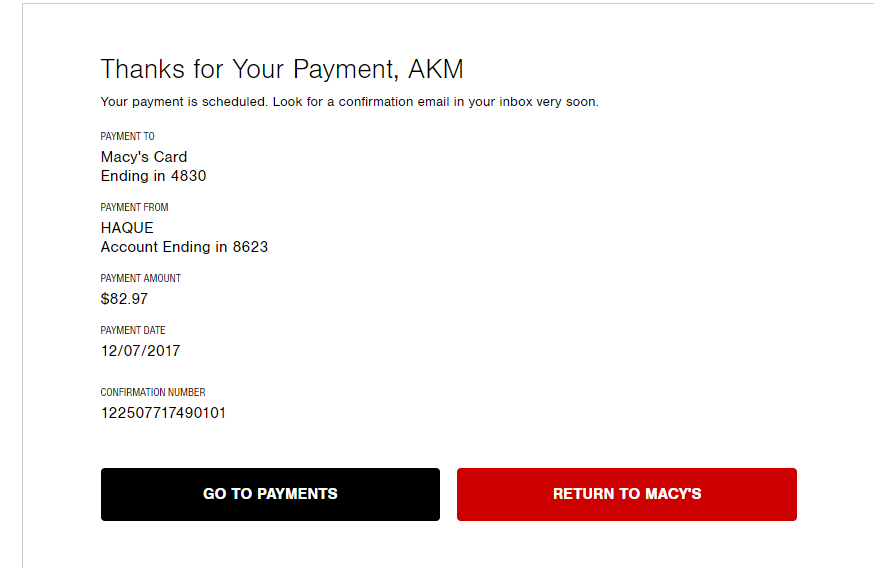 Thanks for Your Payment, AKM
Your payment is scheduled. Look for a confirmation email in your inbox very soon.
PAYMENT TO
Macy's Card
Ending in 4830
PAYMENT FROM
HAQUE
Account Ending in 8623
PAYMENT AMOUNT
$82.97
PAYMENT DATE
12/07/2017
CONFIRMATION NUMBER
122507717490101
GO TO PAYMENTS
RETURN TO MACY'S